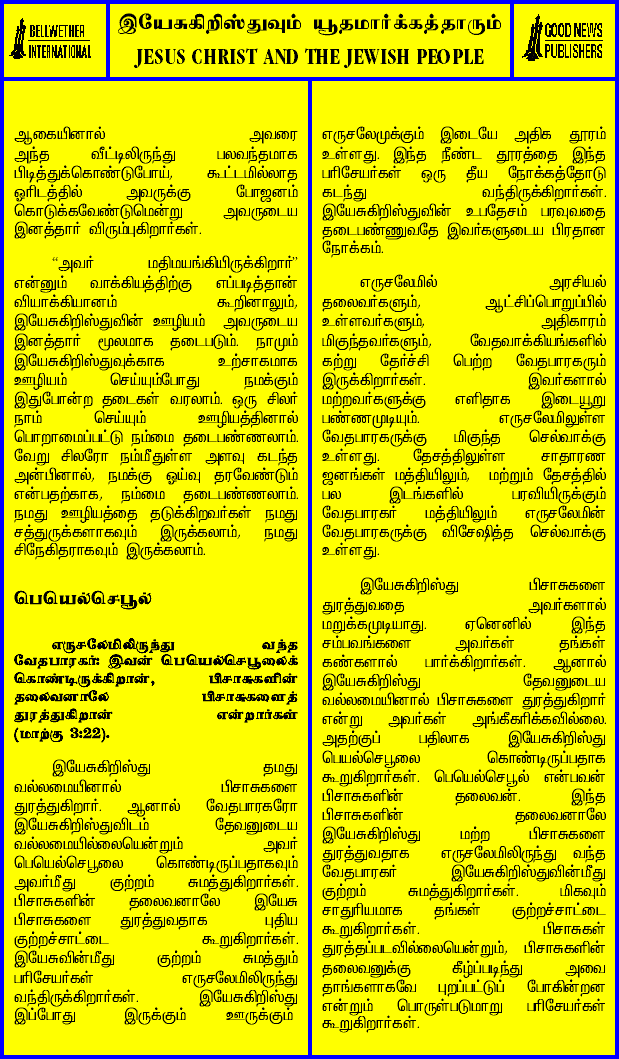 BELLWETHER
INTERNATIONAL
இயேசுகிறிஸ்துவும் யூதமார்க்கத்தாரும்
JESUS CHRIST AND THE JEWISH PEOPLE
GOOD NEWS
PUBLISHERS
ஆகையினால் அவரை
அந்த வீட்டிலிருந்து பலவந்தமாக
பிடித்துக்கொண்டுபோய், கூட்டமில்லாத
ஓரிடத்தில் அவருக்கு போஜனம்
கொடுக்கவேண்டுமென்று அவருடைய
இனத்தார் விரும்புகிறார்கள்.
“அவர் மதிமயங்கியிருக்கிறார்”
என்னும் வாக்கியத்திற்கு எப்படித்தான்
வியாக்கியானம் கூறினாலும்,
இயேசுகிறிஸ்துவின் ஊழியம் அவருடைய
இனத்தார் மூலமாக தடைபடும். நாமும்
இயேசுகிறிஸ்துவுக்காக உற்சாகமாக
ஊழியம் செய்யும்போது நமக்கும்
இதுபோன்ற தடைகள் வரலாம். ஒரு சிலர்
நாம் செய்யும் ஊழியத்தினால்
பொறாமைப்பட்டு நம்மை தடைபண்ணலாம்.
வேறு சிலரோ நம்மீதுள்ள அளவு கடந்த
அன்பினால், நமக்கு ஓய்வு தரவேண்டும்
என்பதற்காக, நம்மை தடைபண்ணலாம்.
நமது ஊழியத்தை தடுக்கிறவர்கள் நமது
சத்துருக்களாகவும் இருக்கலாம், நமது
சிநேகிதராகவும் இருக்கலாம்.
பெயெல்செபூல்
எருசலேமிலிருந்து வந்த
வேதபாரகர்: இவன் பெயெல்செபூலைக்
கொண்டிருக்கிறான், பிசாசுகளின்
தலைவனாலே பிசாசுகளைத்
துரத்துகிறான் என்றார்கள்
(மாற்கு 3:22).
இயேசுகிறிஸ்து தமது
வல்லமையினால் பிசாசுகளை
துரத்துகிறார். ஆனால் வேதபாரகரோ
இயேசுகிறிஸ்துவிடம் தேவனுடைய
வல்லமையில்லையென்றும் அவர்
பெயெல்செபூலை கொண்டிருப்பதாகவும்
அவர்மீது குற்றம் சுமத்துகிறார்கள்.
பிசாசுகளின் தலைவனாலே இயேசு
பிசாசுகளை துரத்துவதாக புதிய
குற்றச்சாட்டை கூறுகிறார்கள்.
இயேசுவின்மீது குற்றம் சுமத்தும்
பரிசேயர்கள் எருசலேமிலிருந்து
வந்திருக்கிறார்கள். இயேசுகிறிஸ்து
இப்போது இருக்கும் ஊருக்கும்
எருசலேமுக்கும் இடையே அதிக தூரம்
உள்ளது. இந்த நீண்ட தூரத்தை இந்த
பரிசேயர்கள் ஒரு தீய நோக்கத்தோடு
கடந்து வந்திருக்கிறார்கள்.
இயேசுகிறிஸ்துவின் உபதேசம் பரவுவதை
தடைபண்ணுவதே இவர்களுடைய பிரதான
நோக்கம்.
எருசலேமில் அரசியல்
தலைவர்களும், ஆட்சிப்பொறுப்பில்
உள்ளவர்களும், அதிகாரம்
மிகுந்தவர்களும், வேதவாக்கியங்களில்
கற்று தேர்ச்சி பெற்ற வேதபாரகரும்
இருக்கிறார்கள். இவர்களால்
மற்றவர்களுக்கு எளிதாக இடையூறு
பண்ணமுடியும். எருசலேமிலுள்ள
வேதபாரகருக்கு மிகுந்த செல்வாக்கு
உள்ளது. தேசத்திலுள்ள சாதாரண
ஜனங்கள் மத்தியிலும், மற்றும் தேசத்தில்
பல இடங்களில் பரவியிருக்கும்
வேதபாரகர் மத்தியிலும் எருசலேமின்
வேதபாரகருக்கு விசேஷித்த செல்வாக்கு
உள்ளது.
இயேசுகிறிஸ்து பிசாசுகளை
துரத்துவதை அவர்களால்
மறுக்கமுடியாது. ஏனெனில் இந்த
சம்பவங்களை அவர்கள் தங்கள்
கண்களால் பார்க்கிறார்கள். ஆனால்
இயேசுகிறிஸ்து தேவனுடைய
வல்லமையினால் பிசாசுகளை துரத்துகிறார்
என்று அவர்கள் அங்கீகரிக்கவில்லை.
அதற்குப் பதிலாக இயேசுகிறிஸ்து
பெயல்செபூலை கொண்டிருப்பதாக
கூறுகிறார்கள். பெயெல்செபூல் என்பவன்
பிசாசுகளின் தலைவன். இந்த
பிசாசுகளின் தலைவனாலே
இயேசுகிறிஸ்து மற்ற பிசாசுகளை
துரத்துவதாக எருசலேமிலிருந்து வந்த
வேதபாரகர் இயேசுகிறிஸ்துவின்மீது
குற்றம் சுமத்துகிறார்கள். மிகவும்
சாதுரியமாக தங்கள் குற்றச்சாட்டை
கூறுகிறார்கள். பிசாசுகள்
துரத்தப்படவில்லையென்றும், பிசாசுகளின்
தலைவனுக்கு கீழ்ப்படிந்து அவை
தாங்களாகவே புறப்பட்டுப் போகின்றன
என்றும் பொருள்படுமாறு பரிசேயர்கள்
கூறுகிறார்கள்.